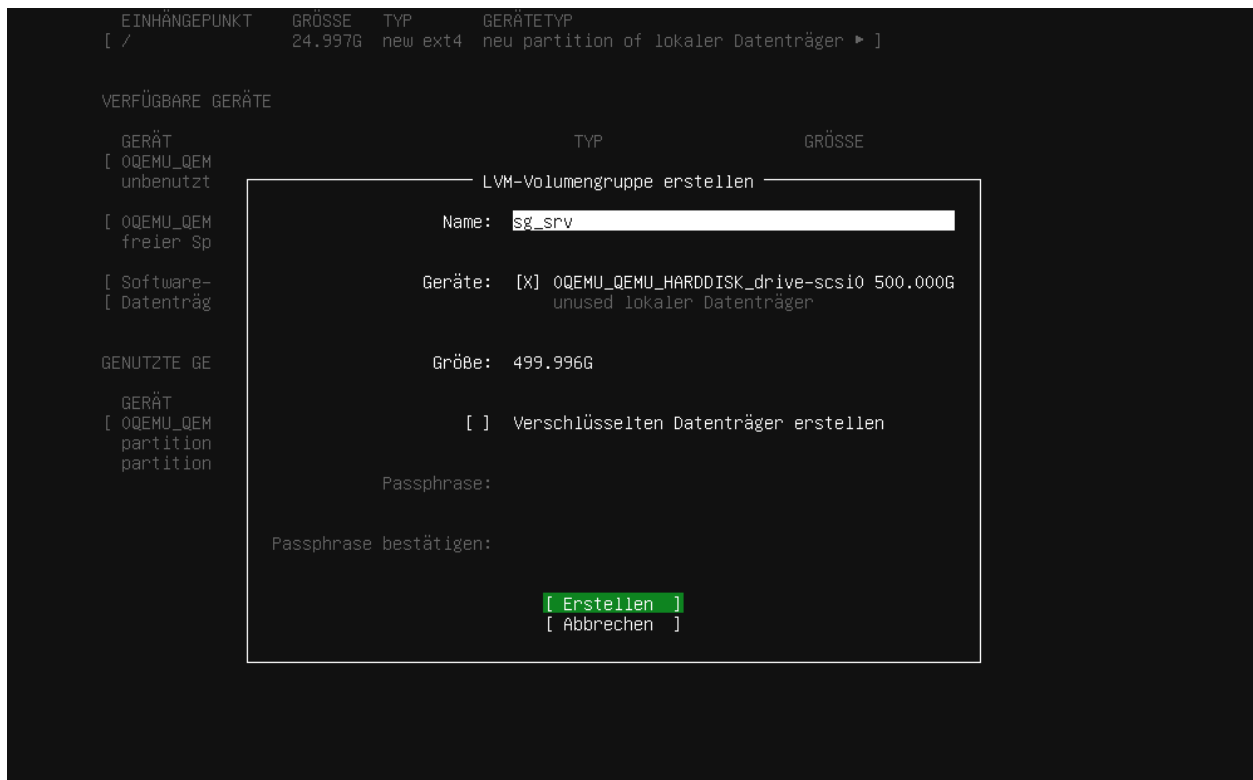 EINHÄNGEPUNKT GRÖSSE TYP GERÄTETYP
[ / 24.997G new ext4 neu partition of lokaler Datenträger ▸ ]
VERFÜGBARE GERÄTE
GERÄT TYP GRÖSSE
[ 0QEMU_QEM
unbenutzt
[ 0QEMU_QEM
freier Sp
[ Software-
[ Datenträg
GENUTZTE GE
GERÄT
[ 0QEMU_QEM
partition
partition
LVM-Volumengruppe erstellen
Name: sg_srv
Geräte: [X] 0QEMU_QEMU_HARDDISK_drive-scsi0 500.000G
unused lokaler Datenträger
Größe: 499.996G
[ ] Verschlüsselten Datenträger erstellen
Passphrase:
Passphrase bestätigen:
[ Erstellen ]
[ Abbrechen ]